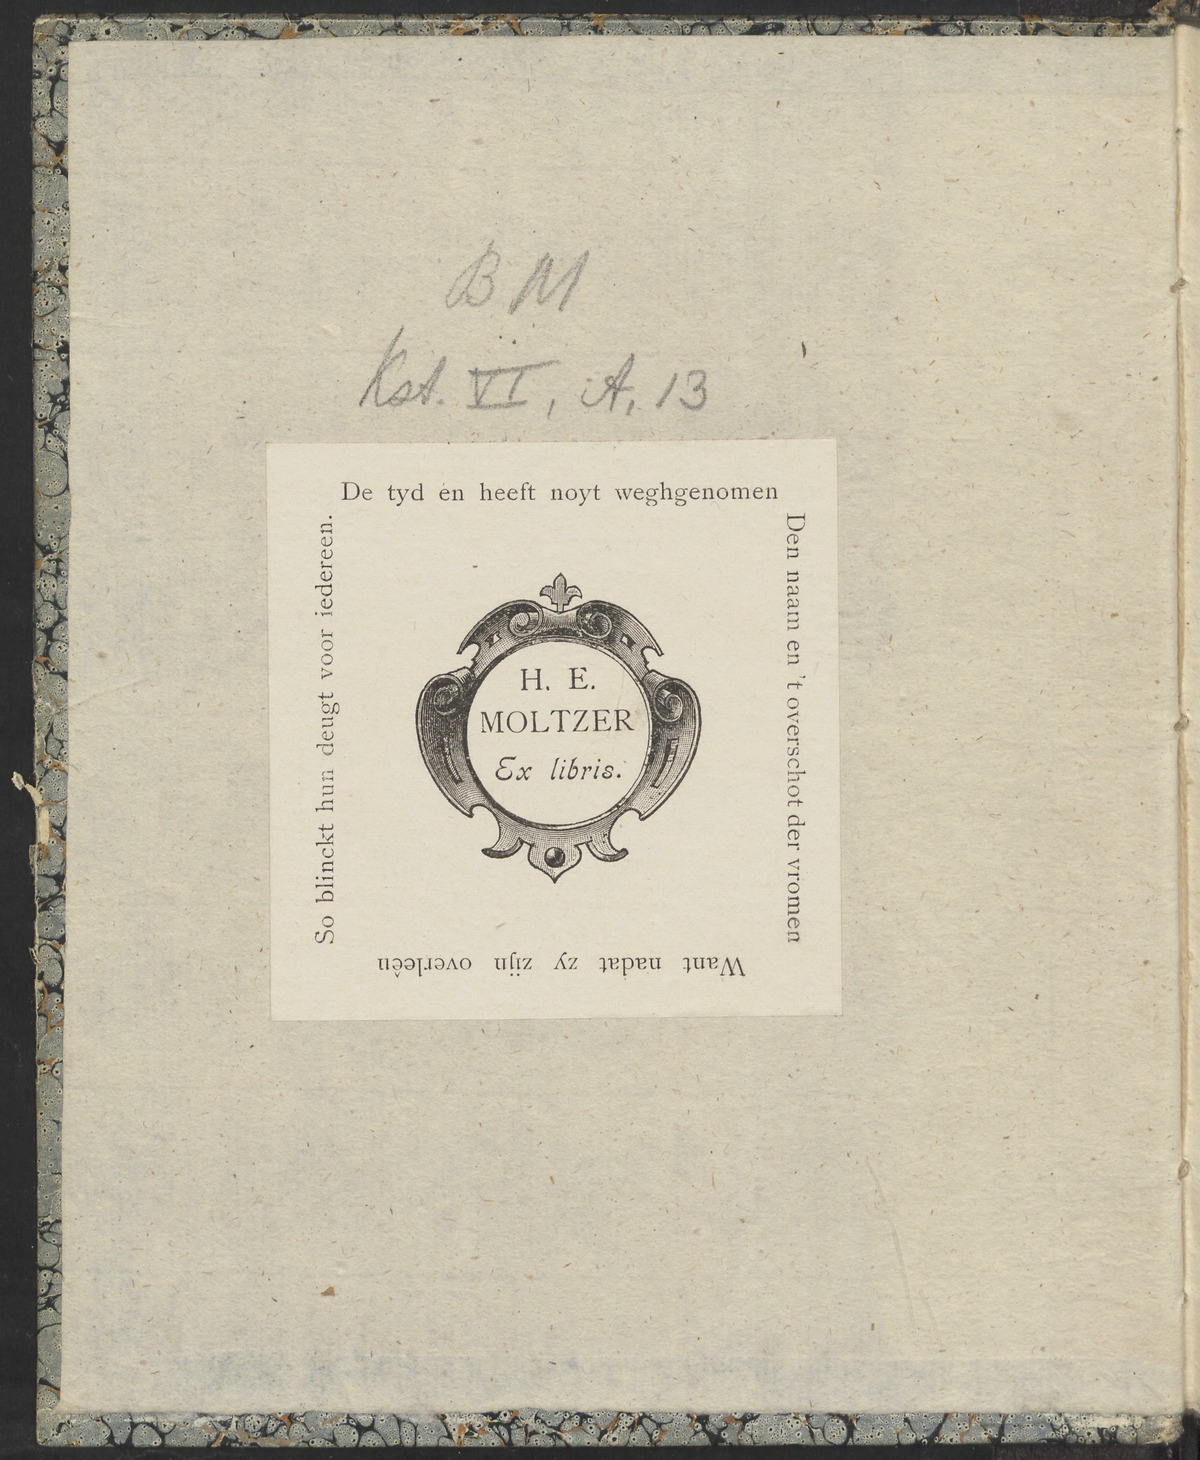 BM
Kst. VI, A, 13
De tyd en heeft noyt weghgenomen
Den naam en 't overschot der vromen
Want nadat zy zijn overleên
So blinckt hun deugt voor iedereen.
H. E.
MOLTZER
Ex libris.